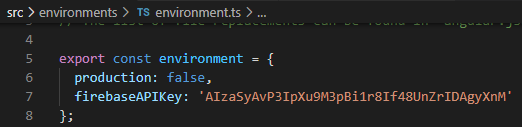 src > environments > TS environment.ts > ...
4
5 export const environment = {
6 production: false,
7 firebaseAPIKey: 'AIzaSyAvP3IpXu9M3pBi1r8If48UnZrIDAgyXnM'
8 };